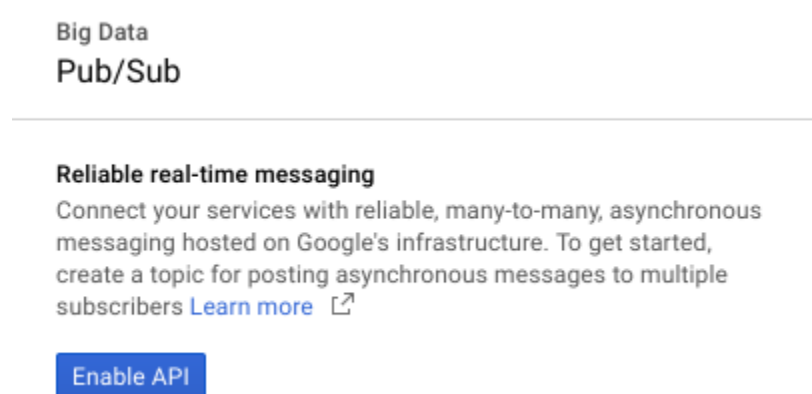 Big Data
Pub/Sub
Reliable real-time messaging
Connect your services with reliable, many-to-many, asynchronous
messaging hosted on Google's infrastructure. To get started,
create a topic for posting asynchronous messages to multiple
subscribers Learn more
Enable API